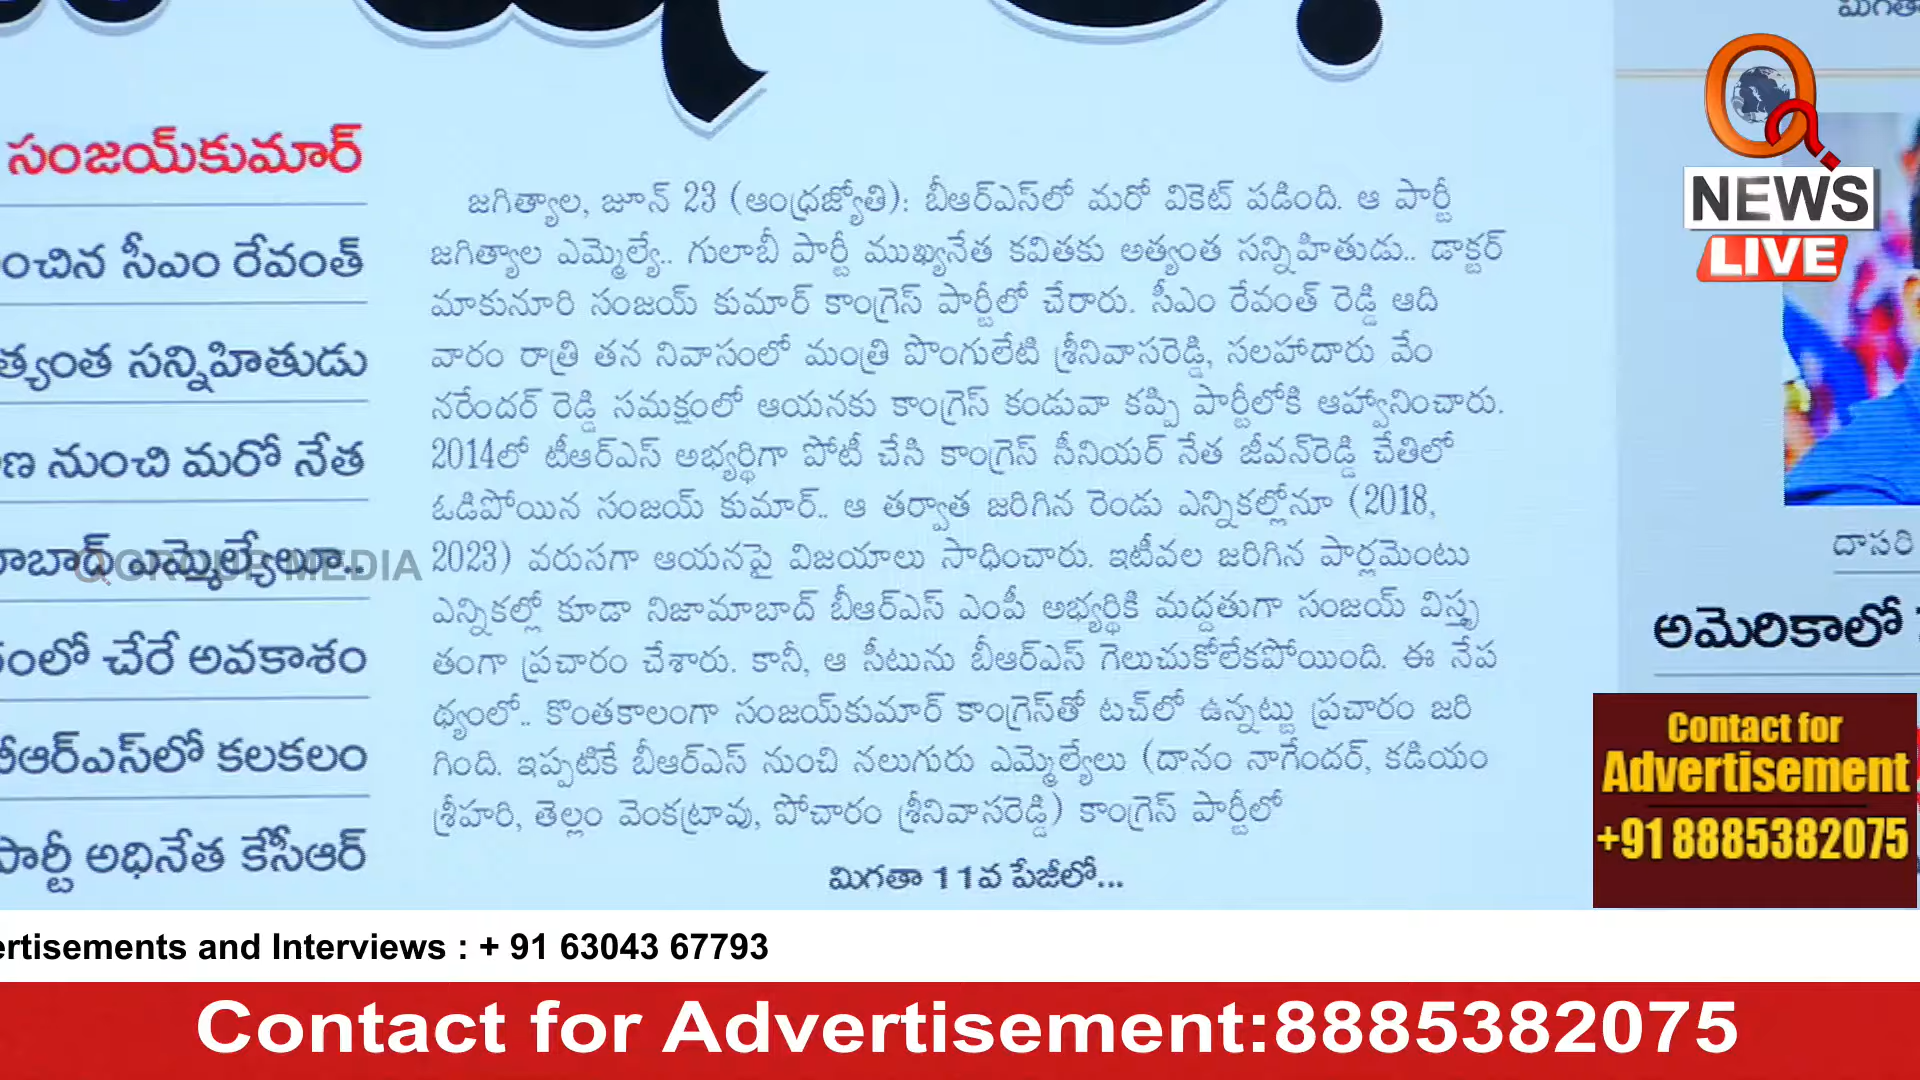 మిగతా
సంజయ్‌కుమార్
ంచిన సీఎం రేవంత్
త్యంత సన్నిహితుడు
ణ నుంచి మరో నేత
ాబాద్ ఎమ్మెల్యేలూ..
ంలో చేరే అవకాశం
బీఆర్ఎస్‌లో కలకలం
పార్టీ అధినేత కేసీఆర్
జగిత్యాల, జూన్ 23 (ఆంధ్రజ్యోతి): బీఆర్ఎస్‌లో మరో వికెట్ పడింది. ఆ పార్టీ
జగిత్యాల ఎమ్మెల్యే.. గులాబీ పార్టీ ముఖ్యనేత కవితకు అత్యంత సన్నిహితుడు.. డాక్టర్
మాకునూరి సంజయ్ కుమార్ కాంగ్రెస్ పార్టీలో చేరారు. సీఎం రేవంత్ రెడ్డి ఆది
వారం రాత్రి తన నివాసంలో మంత్రి పొంగులేటి శ్రీనివాసరెడ్డి, సలహాదారు వేం
నరేందర్ రెడ్డి సమక్షంలో ఆయనకు కాంగ్రెస్ కండువా కప్పి పార్టీలోకి ఆహ్వానించారు.
2014లో టీఆర్ఎస్ అభ్యర్థిగా పోటీ చేసి కాంగ్రెస్ సీనియర్ నేత జీవన్‌రెడ్డి చేతిలో
ఓడిపోయిన సంజయ్ కుమార్.. ఆ తర్వాత జరిగిన రెండు ఎన్నికల్లోనూ (2018,
2023) వరుసగా ఆయనపై విజయాలు సాధించారు. ఇటీవల జరిగిన పార్లమెంటు
ఎన్నికల్లో కూడా నిజామాబాద్ బీఆర్ఎస్ ఎంపీ అభ్యర్థికి మద్దతుగా సంజయ్ విస్తృ
తంగా ప్రచారం చేశారు. కానీ, ఆ సీటును బీఆర్ఎస్ గెలుచుకోలేకపోయింది. ఈ నేప
థ్యంలో.. కొంతకాలంగా సంజయ్‌కుమార్ కాంగ్రెస్‌తో టచ్‌లో ఉన్నట్టు ప్రచారం జరి
గింది. ఇప్పటికే బీఆర్ఎస్ నుంచి నలుగురు ఎమ్మెల్యేలు (దానం నాగేందర్, కడియం
శ్రీహరి, తెల్లం వెంకట్రావు, పోచారం శ్రీనివాసరెడ్డి) కాంగ్రెస్ పార్టీలో
మిగతా 11వ పేజీలో...
Q NEWS
LIVE
దాసరి
అమెరికాలో
Contact for
Advertisement
+91 8885382075
ertisements and Interviews : + 91 63043 67793
Contact for Advertisement:8885382075